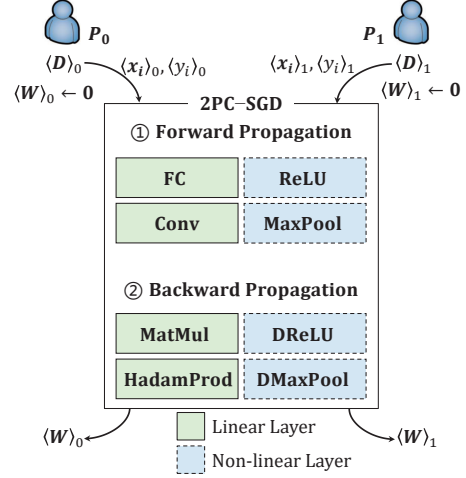 P₀ P₁
⟨D⟩₀ ⟨xᵢ⟩₀, ⟨yᵢ⟩₀ ⟨xᵢ⟩₁, ⟨yᵢ⟩₁ ⟨D⟩₁
⟨W⟩₀ ← 0 ⟨W⟩₁ ← 0
2PC-SGD
① Forward Propagation
FC ReLU
Conv MaxPool
② Backward Propagation
MatMul DReLU
HadamProd DMaxPool
⟨W⟩₀ ⟨W⟩₁
Linear Layer
Non-linear Layer